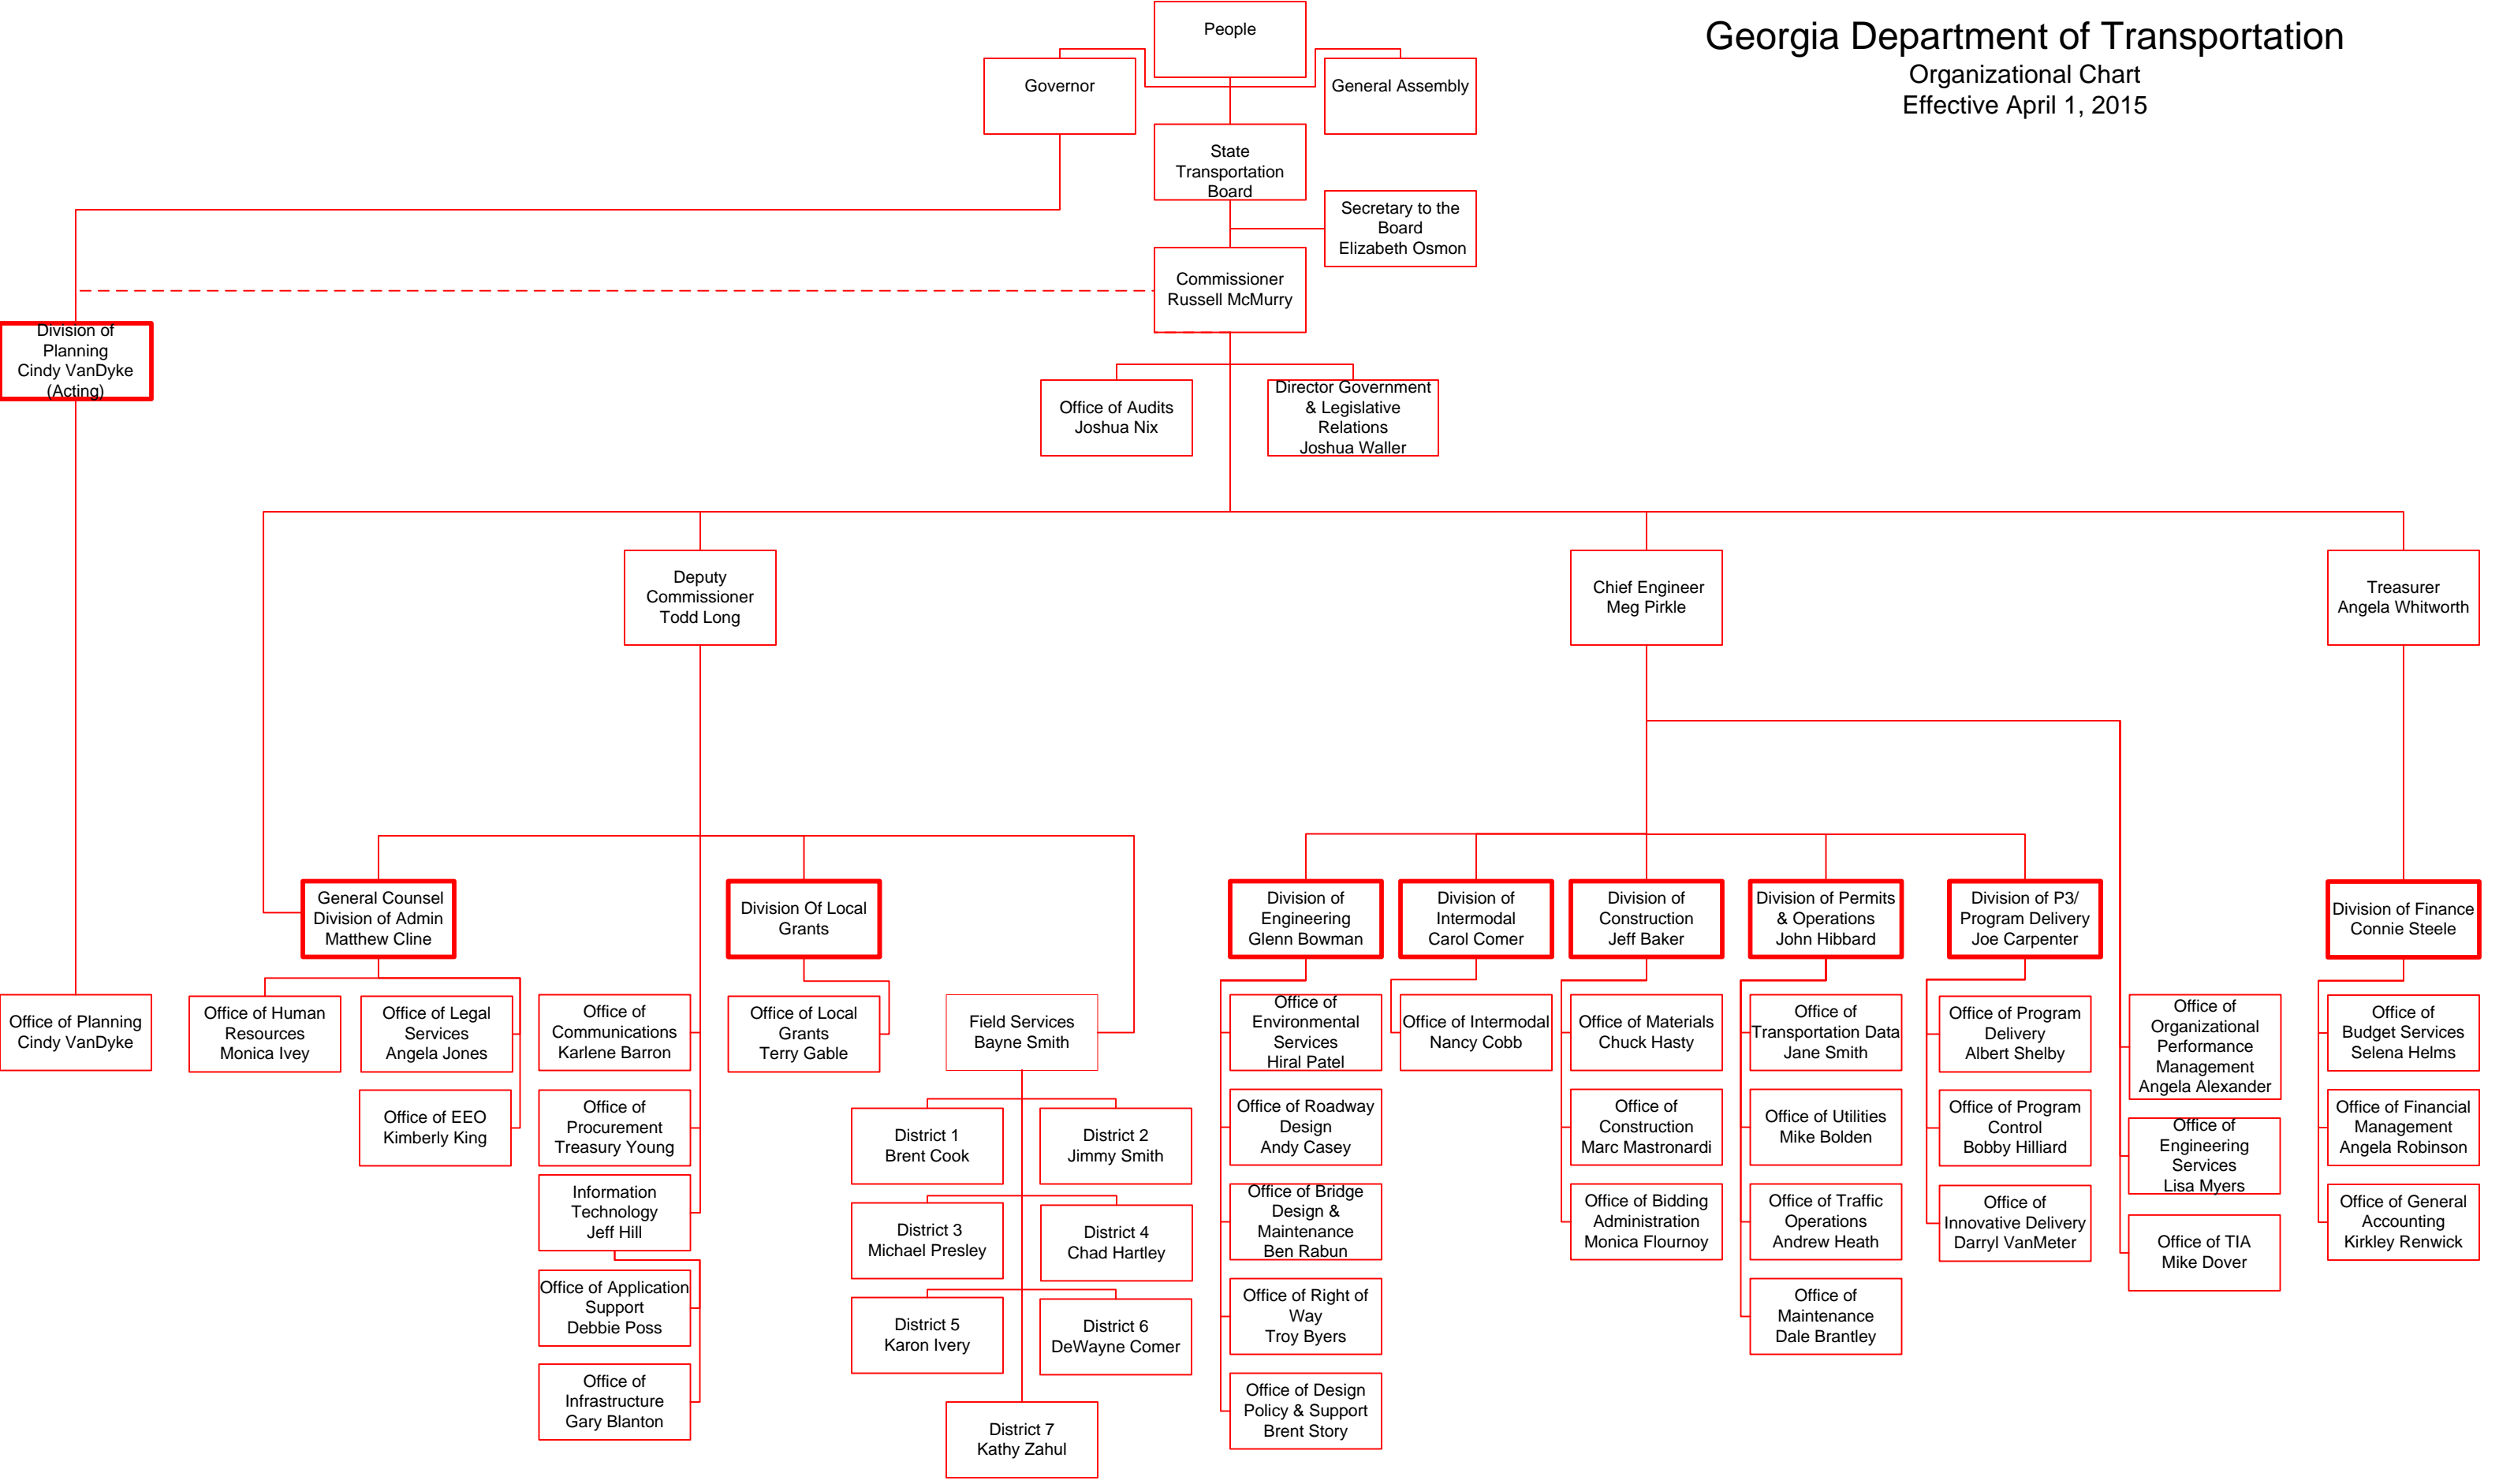 Georgia Department of Transportation
Organizational Chart
Effective April 1, 2015
People
Governor
General Assembly
State
Transportation
Board
Secretary to the
Board
Elizabeth Osmon
Commissioner
Russell McMurry
Division of
Planning
Cindy VanDyke
(Acting)
Office of Audits
Joshua Nix
Director Government
& Legislative
Relations
Joshua Waller
Deputy
Commissioner
Todd Long
Chief Engineer
Meg Pirkle
Treasurer
Angela Whitworth
General Counsel
Division of Admin
Matthew Cline
Division Of Local
Grants
Division of
Engineering
Glenn Bowman
Division of
Intermodal
Carol Comer
Division of
Construction
Jeff Baker
Division of Permits
& Operations
John Hibbard
Division of P3/
Program Delivery
Joe Carpenter
Division of Finance
Connie Steele
Office of Planning
Cindy VanDyke
Office of Human
Resources
Monica Ivey
Office of Legal
Services
Angela Jones
Office of EEO
Kimberly King
Office of
Communications
Karlene Barron
Office of
Procurement
Treasury Young
Information
Technology
Jeff Hill
Office of Application
Support
Debbie Poss
Office of
Infrastructure
Gary Blanton
Office of Local
Grants
Terry Gable
Field Services
Bayne Smith
District 1
Brent Cook
District 2
Jimmy Smith
District 3
Michael Presley
District 4
Chad Hartley
District 5
Karon Ivery
District 6
DeWayne Comer
District 7
Kathy Zahul
Office of
Environmental
Services
Hiral Patel
Office of Roadway
Design
Andy Casey
Office of Bridge
Design &
Maintenance
Ben Rabun
Office of Right of
Way
Troy Byers
Office of Design
Policy & Support
Brent Story
Office of Intermodal
Nancy Cobb
Office of Materials
Chuck Hasty
Office of
Construction
Marc Mastronardi
Office of Bidding
Administration
Monica Flournoy
Office of
Transportation Data
Jane Smith
Office of Utilities
Mike Bolden
Office of Traffic
Operations
Andrew Heath
Office of
Maintenance
Dale Brantley
Office of Program
Delivery
Albert Shelby
Office of Program
Control
Bobby Hilliard
Office of
Innovative Delivery
Darryl VanMeter
Office of
Organizational
Performance
Management
Angela Alexander
Office of
Engineering
Services
Lisa Myers
Office of TIA
Mike Dover
Office of
Budget Services
Selena Helms
Office of Financial
Management
Angela Robinson
Office of General
Accounting
Kirkley Renwick